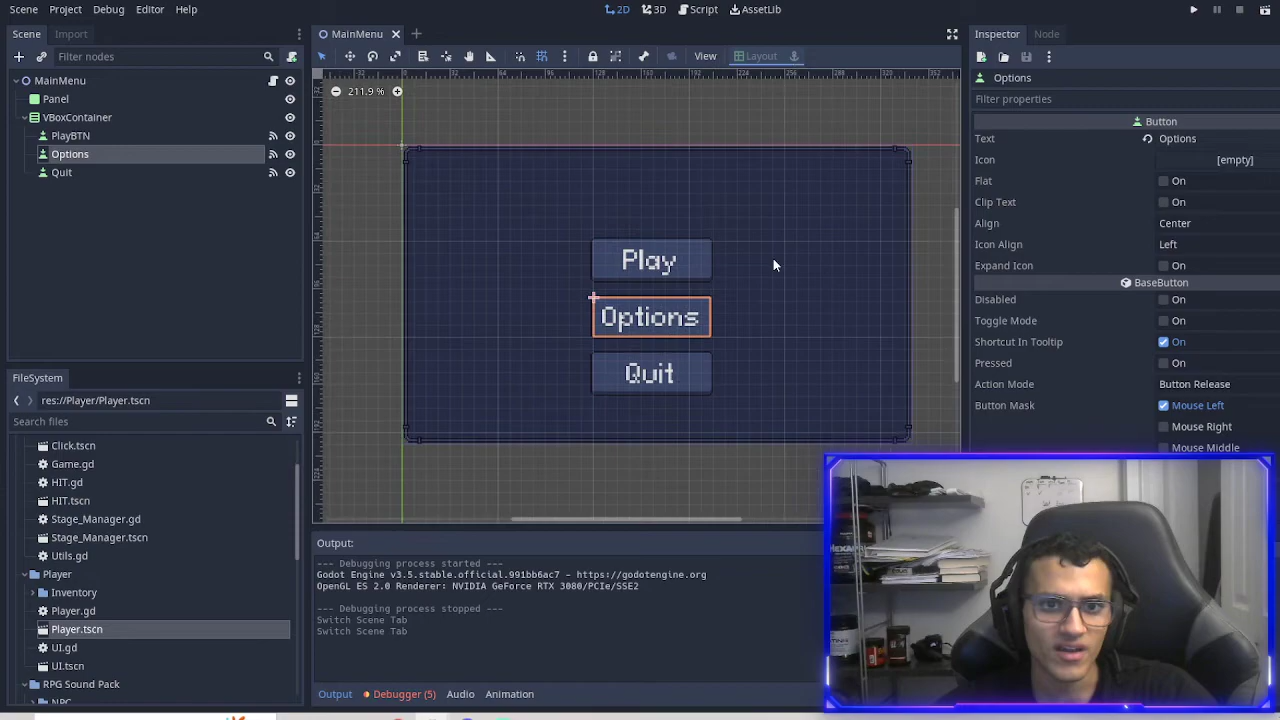 Scene Project Debug Editor Help
2D 3D Script AssetLib
Scene Import
MainMenu
Inspector Node
Filter nodes
View Layout
MainMenu
Panel
VBoxContainer
PlayBTN
Options
Quit
211.9 %
Play
Options
Quit
Options
Filter properties
Button
Text Options
Icon [empty]
Flat On
Clip Text On
Align Center
Icon Align Left
Expand Icon On
BaseButton
Disabled On
Toggle Mode On
Shortcut In Tooltip On
Pressed On
Action Mode Button Release
Button Mask Mouse Left
Mouse Right
Mouse Middle
FileSystem
res://Player/Player.tscn
Search files
Click.tscn
Game.gd
HIT.gd
HIT.tscn
Stage_Manager.gd
Stage_Manager.tscn
Utils.gd
Player
Inventory
Player.gd
Player.tscn
UI.gd
UI.tscn
RPG Sound Pack
NPC
Output:
--- Debugging process started ---
Godot Engine v3.5.stable.official.991bb6ac7 - https://godotengine.org
OpenGL ES 2.0 Renderer: NVIDIA GeForce RTX 3080/PCIe/SSE2
--- Debugging process stopped ---
Switch Scene Tab
Switch Scene Tab
Output Debugger (5) Audio Animation